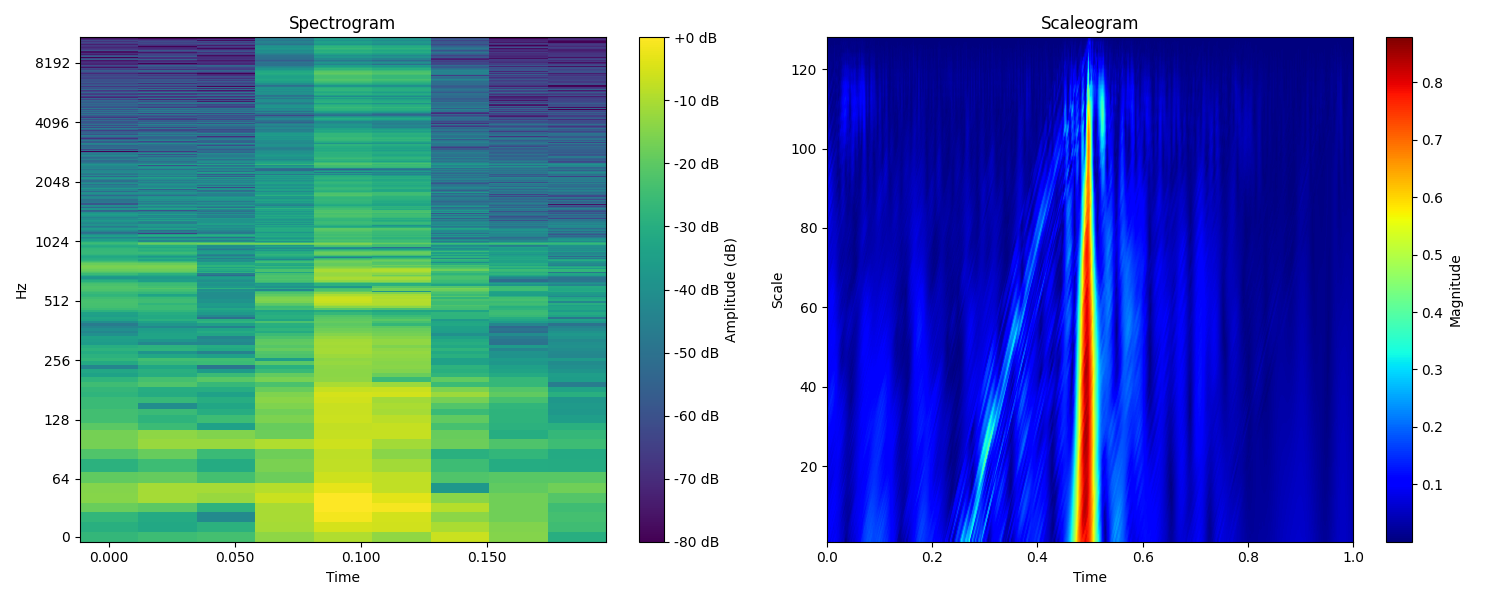 Spectrogram
Hz
8192
4096
2048
1024
512
256
128
64
0
0.000 0.050 0.100 0.150
Time
+0 dB
-10 dB
-20 dB
-30 dB
-40 dB
-50 dB
-60 dB
-70 dB
-80 dB
Amplitude (dB)
Scaleogram
Scale
120
100
80
60
40
20
0.0 0.2 0.4 0.6 0.8 1.0
Time
0.8
0.7
0.6
0.5
0.4
0.3
0.2
0.1
Magnitude